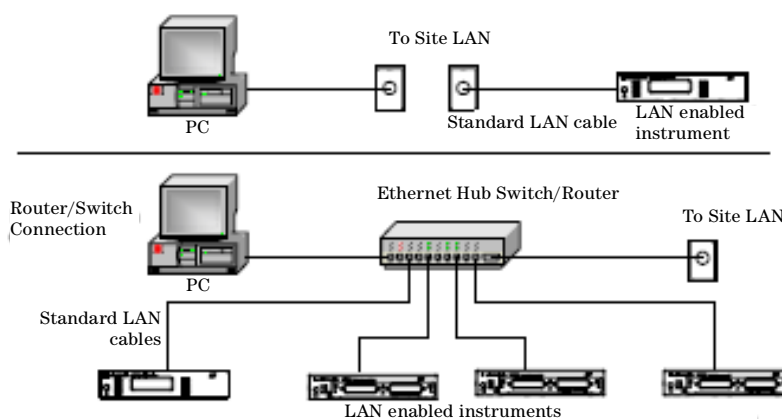 To Site LAN
PC
Standard LAN cable
LAN enabled
instrument
Router/Switch
Connection
Ethernet Hub Switch/Router
To Site LAN
PC
Standard LAN
cables
LAN enabled instruments